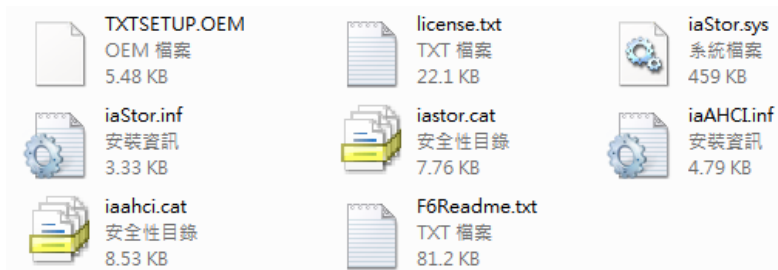 TXTSETUP.OEM
OEM 檔案
5.48 KB
license.txt
TXT 檔案
22.1 KB
iaStor.sys
系統檔案
459 KB
iaStor.inf
安裝資訊
3.33 KB
iastor.cat
安全性目錄
7.76 KB
iaAHCI.inf
安裝資訊
4.79 KB
iaahci.cat
安全性目錄
8.53 KB
F6Readme.txt
TXT 檔案
81.2 KB